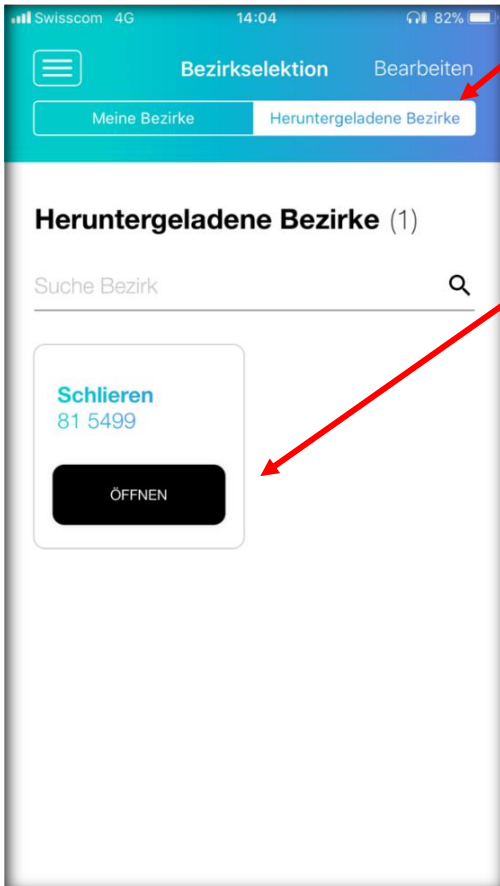 Swisscom 4G 14:04 82%
Bezirkselektion Bearbeiten
Meine Bezirke Heruntergeladene Bezirke
Heruntergeladene Bezirke (1)
Suche Bezirk
Schlieren
81 5499
ÖFFNEN